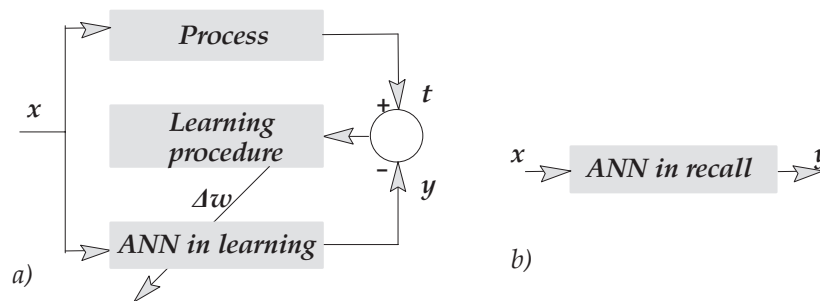 Process
x
t
+
Learning
procedure
-
y
Δw
ANN in learning
a)
x
ANN in recall
y
b)